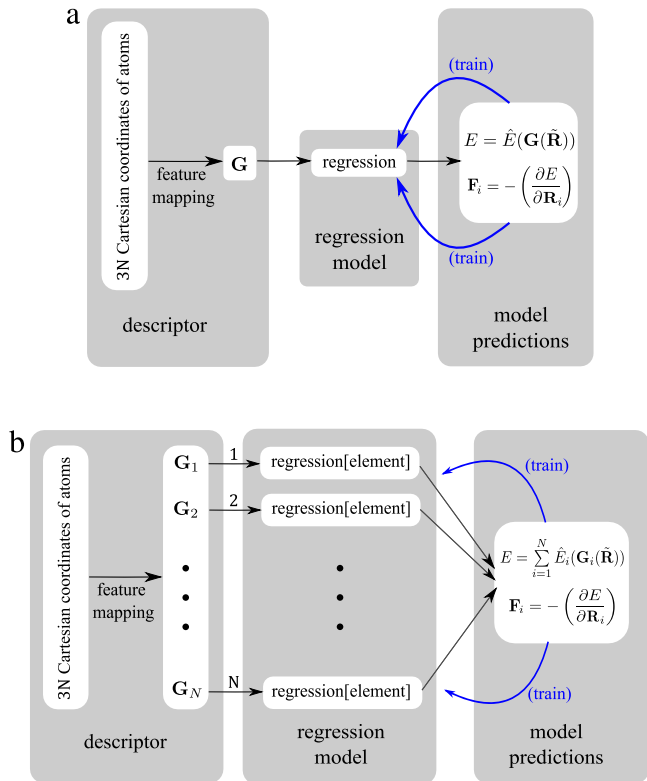 a
3N Cartesian coordinates of atoms
feature
mapping
G
descriptor
regression
regression
model
(train)
E = Ê(G(R̃))
F_i = −(∂E/∂R_i)
(train)
model
predictions
b
3N Cartesian coordinates of atoms
feature
mapping
G_1
G_2
G_N
descriptor
1
2
N
regression[element]
regression[element]
regression[element]
regression
model
(train)
E = ∑_{i=1}^{N} Ê_i(G_i(R̃))
F_i = −(∂E/∂R_i)
(train)
model
predictions